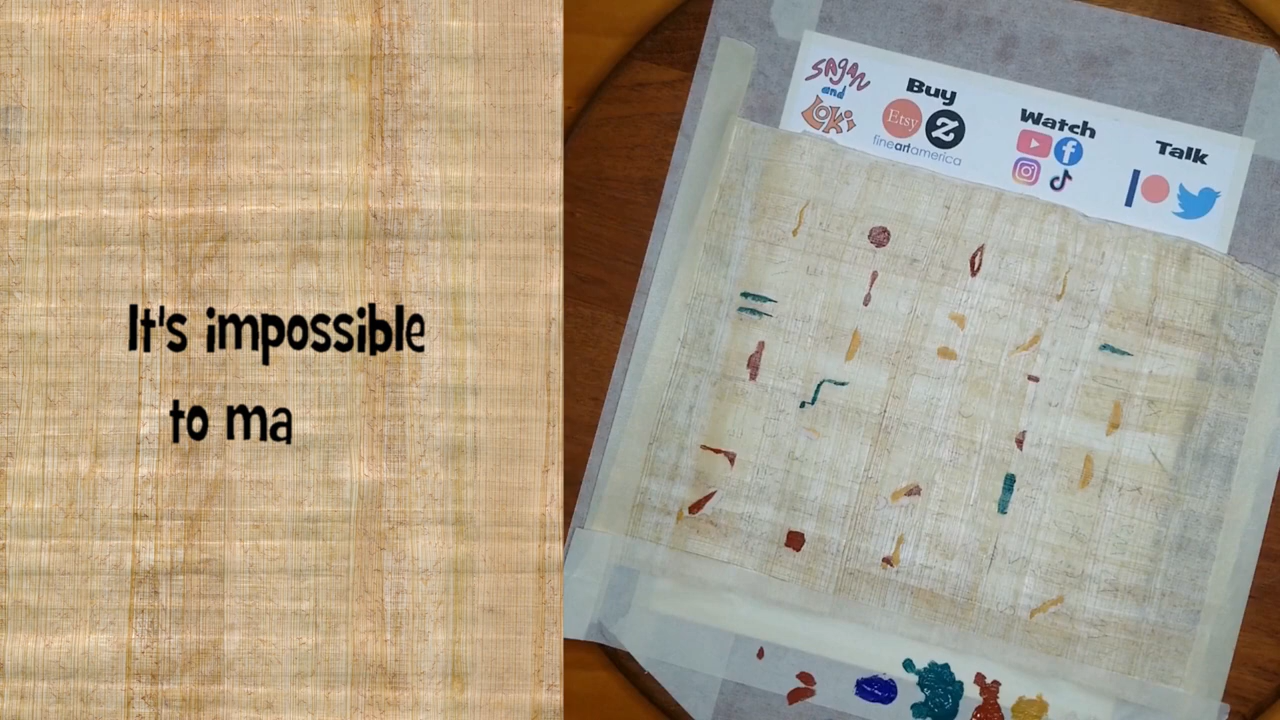 It's impossible
to ma
SAGAN
and
Loki
Buy
Etsy
Z
fineartamerica
Watch
Talk